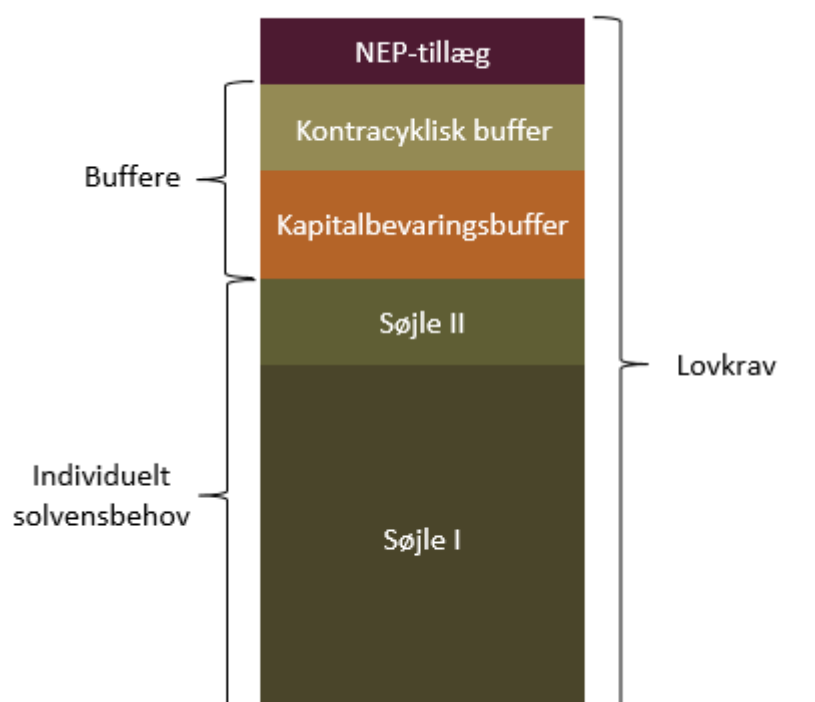 NEP-tillæg
Kontracyklisk buffer
Buffere
Kapitalbevaringsbuffer
Søjle II
Lovkrav
Individuelt
solvensbehov
Søjle I